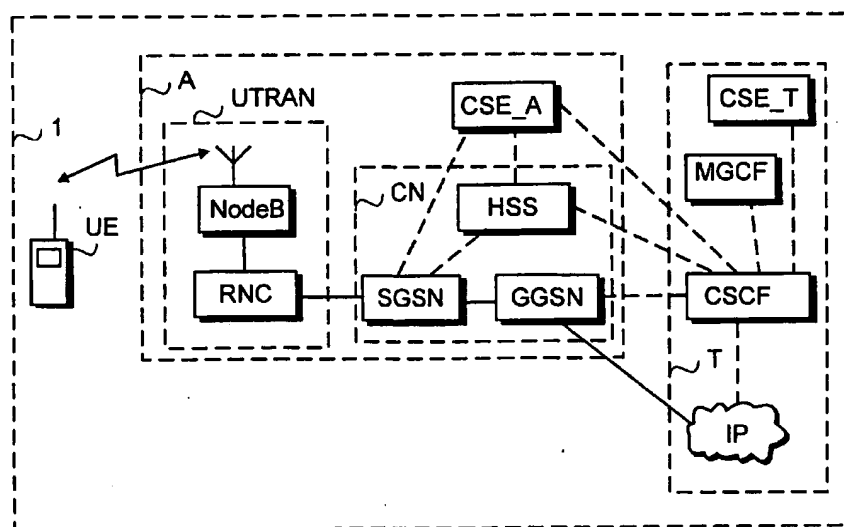 A
UTRAN
CSE_A
CSE_T
1
MGCF
CN
NodeB
HSS
UE
RNC
SGSN
GGSN
CSCF
T
IP